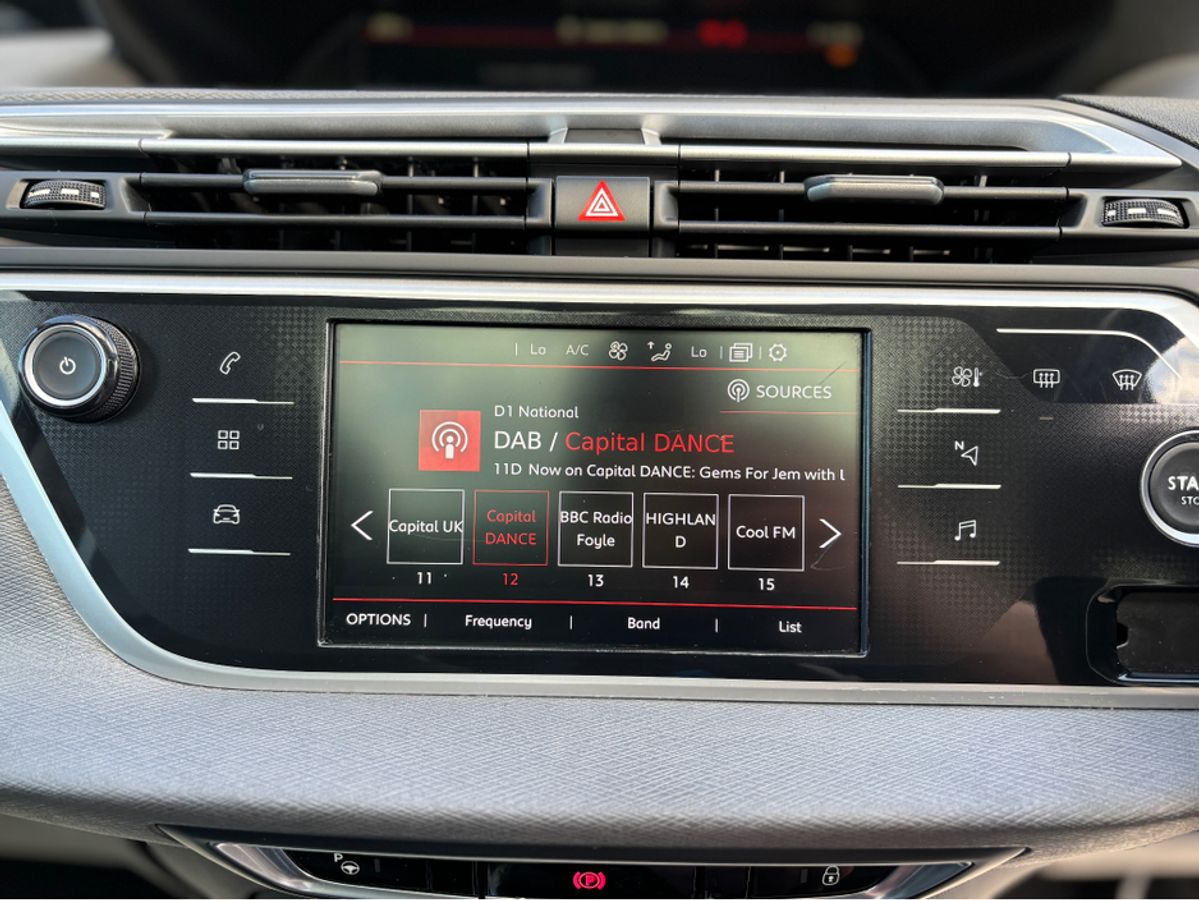 Lo A/C Lo
SOURCES
D1 National
DAB / Capital DANCE
11D Now on Capital DANCE: Gems For Jem with
Capital UK
Capital
DANCE
BBC Radio
Foyle
HIGHLAN
D
Cool FM
11 12 13 14 15
OPTIONS Frequency Band List
N
STA
STO
P
P